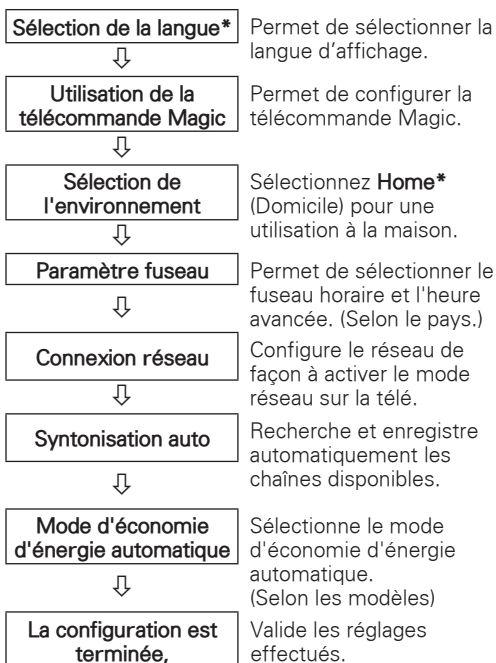 Sélection de la langue*
Permet de sélectionner la
langue d'affichage.
Utilisation de la
télécommande Magic
Permet de configurer la
télécommande Magic.
Sélection de
l'environnement
Sélectionnez Home*
(Domicile) pour une
utilisation à la maison.
Paramètre fuseau
Permet de sélectionner le
fuseau horaire et l'heure
avancée. (Selon le pays.)
Connexion réseau
Configure le réseau de
façon à activer le mode
réseau sur la télé.
Syntonisation auto
Recherche et enregistre
automatiquement les
chaînes disponibles.
Mode d'économie
d'énergie automatique
Sélectionne le mode
d'économie d'énergie
automatique.
(Selon les modèles)
La configuration est
terminée,
Valide les réglages
effectués.